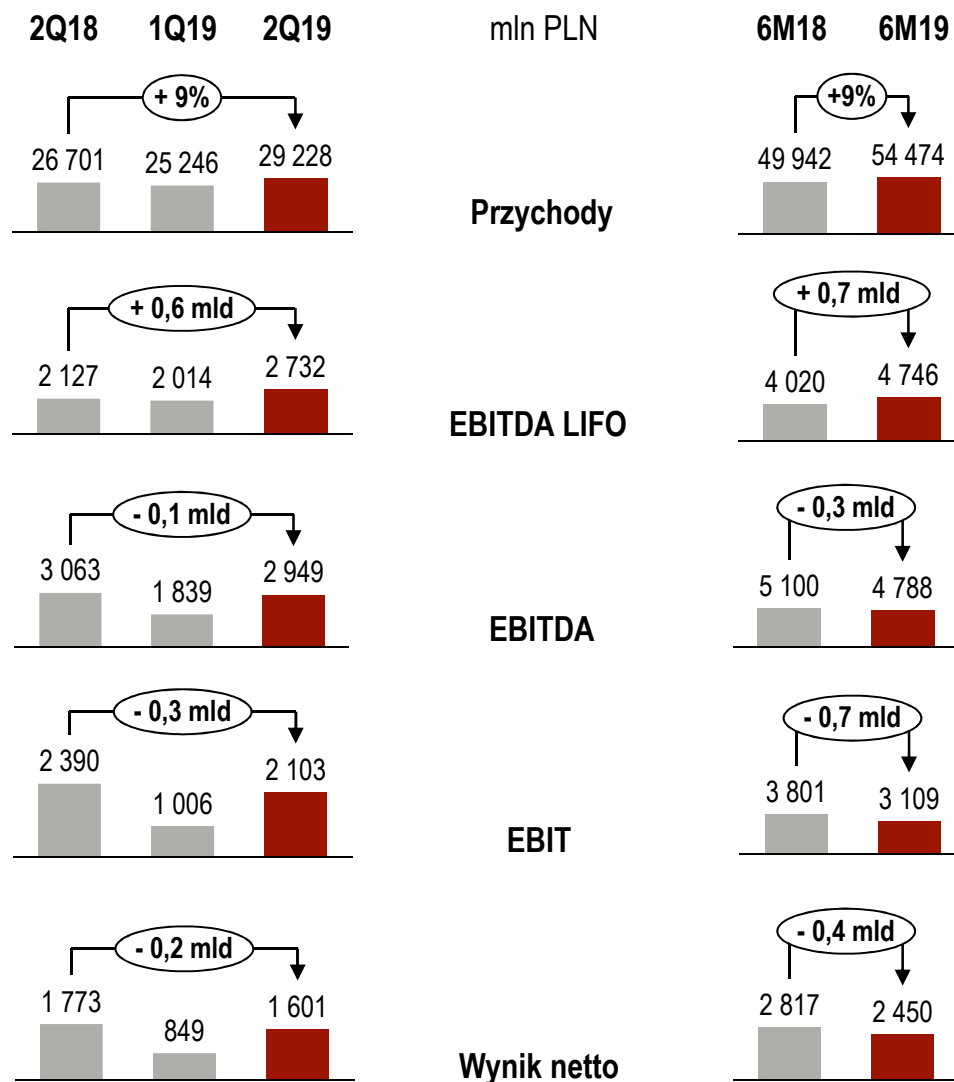 2Q18 1Q19 2Q19 mln PLN 6M18 6M19
+ 9% +9%
26 701 25 246 29 228 49 942 54 474
Przychody
+ 0,6 mld + 0,7 mld
2 127 2 014 2 732 4 020 4 746
EBITDA LIFO
- 0,1 mld - 0,3 mld
3 063 1 839 2 949 5 100 4 788
EBITDA
- 0,3 mld - 0,7 mld
2 390 1 006 2 103 3 801 3 109
EBIT
- 0,2 mld - 0,4 mld
1 773 849 1 601 2 817 2 450
Wynik netto